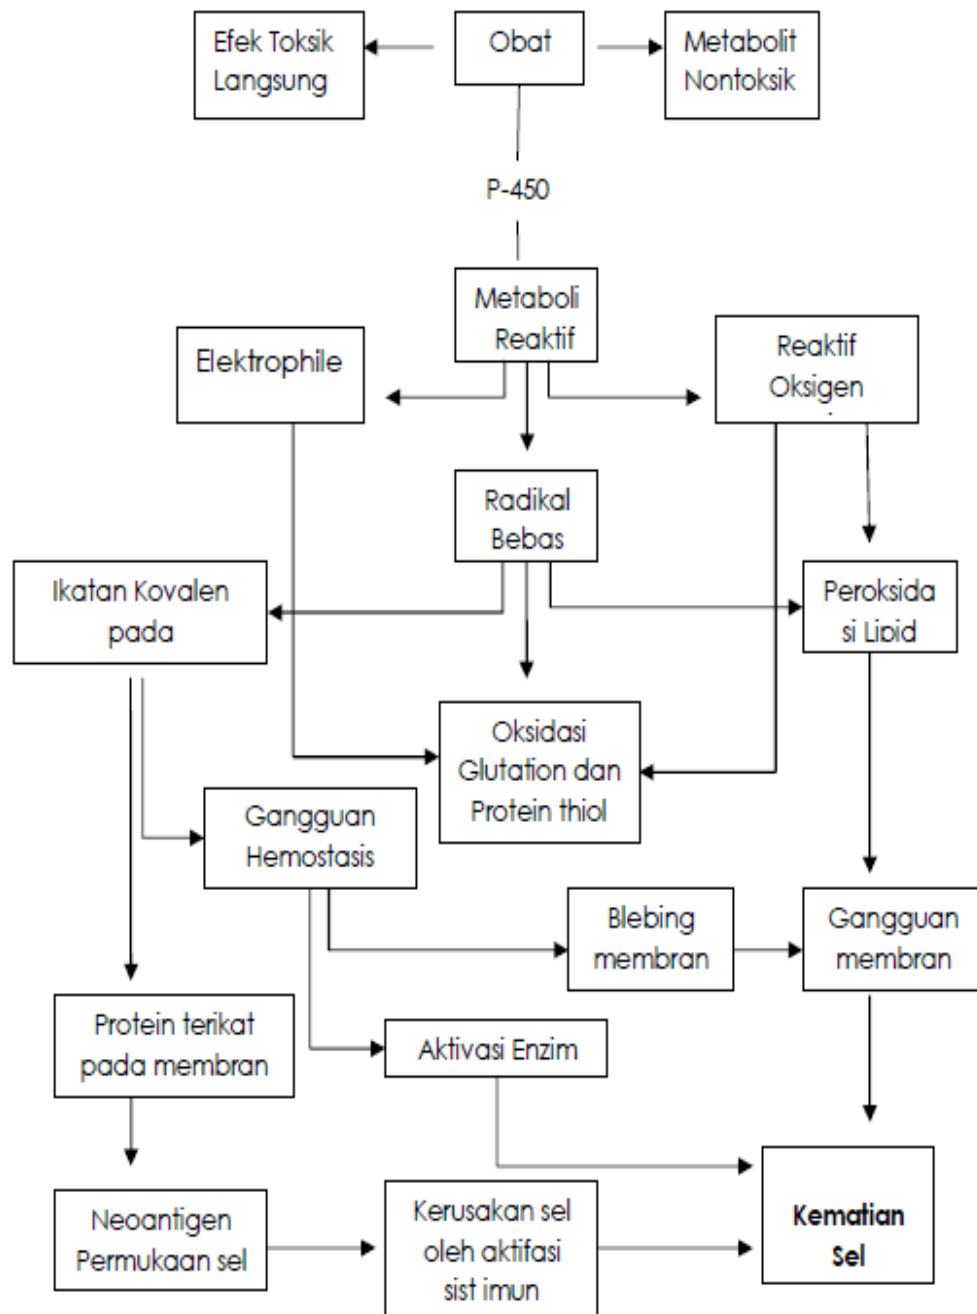 Efek Toksik
Langsung
Obat
Metabolit
Nontoksik
P-450
Metaboli
Reaktif
Elektrophile
Reaktif
Oksigen
Radikal
Bebas
Ikatan Kovalen
pada
Peroksida
si Lipid
Oksidasi
Glutation dan
Protein thiol
Gangguan
Hemostasis
Blebing
membran
Gangguan
membran
Protein terikat
pada membran
Aktivasi Enzim
Neoantigen
Permukaan sel
Kerusakan sel
oleh aktifasi
sist imun
Kematian
Sel